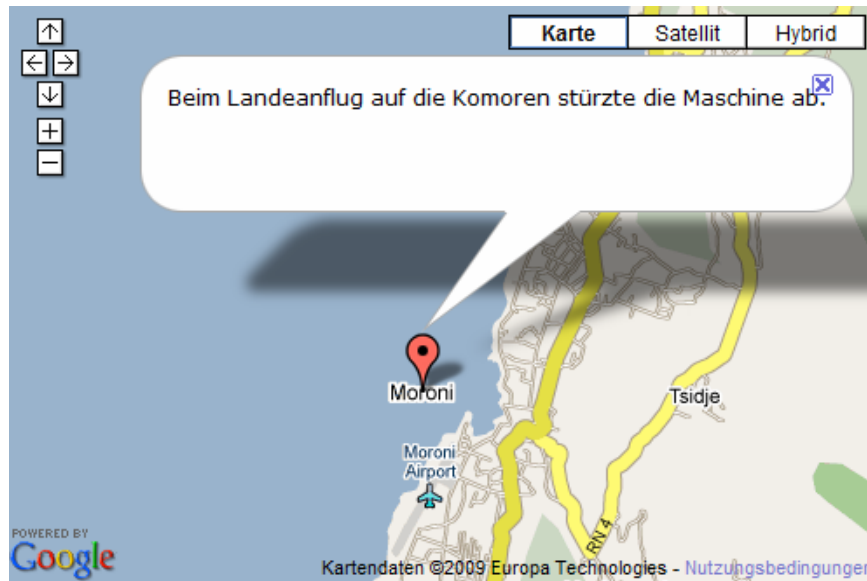 Karte Satellit Hybrid
Beim Landeanflug auf die Komoren stürzte die Maschine ab.
Moroni
Tsidje
Moroni
Airport
RN 4
POWERED BY
Google
Kartendaten ©2009 Europa Technologies - Nutzungsbedingungen